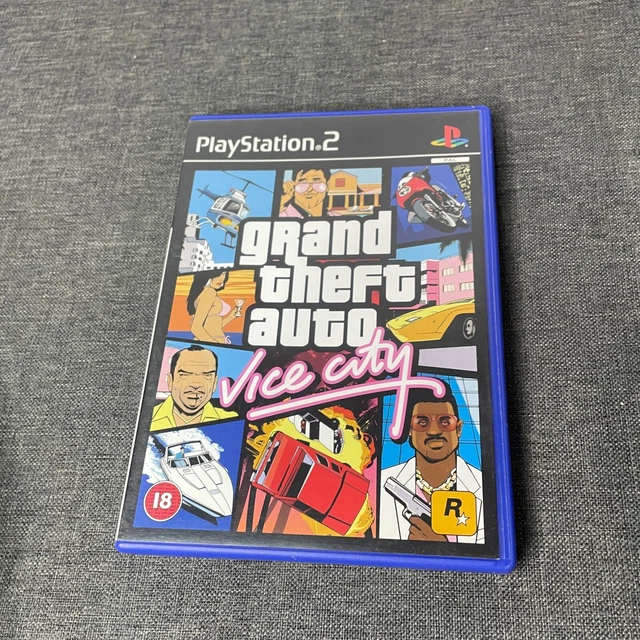 PlayStation.2
PAL
grand
theft
auto
Vice City
18
R